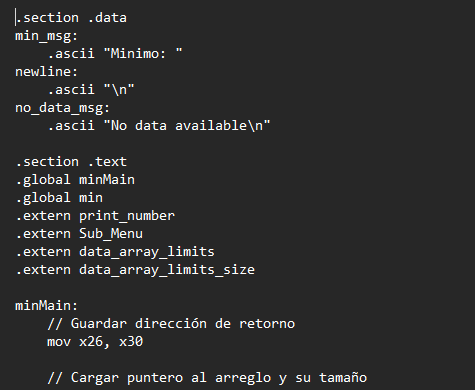 .section .data
min_msg:
    .ascii "Minimo: "
newline:
    .ascii "\n"
no_data_msg:
    .ascii "No data available\n"

.section .text
.global minMain
.global min
.extern print_number
.extern Sub_Menu
.extern data_array_limits
.extern data_array_limits_size

minMain:
    // Guardar dirección de retorno
    mov x26, x30

    // Cargar puntero al arreglo y su tamaño